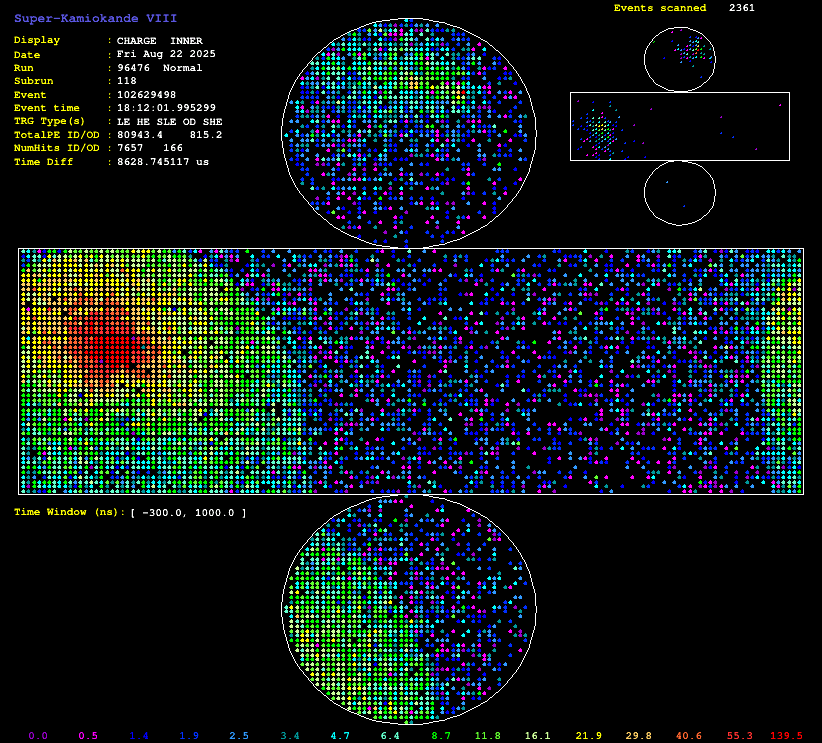 Super-Kamiokande VIII
Events scanned 2361
Display : CHARGE INNER
Date : Fri Aug 22 2025
Run : 96476 Normal
Subrun : 118
Event : 102629498
Event time : 18:12:01.995299
TRG Type(s) : LE HE SLE OD SHE
TotalPE ID/OD : 80943.4 815.2
NumHits ID/OD : 7657 166
Time Diff : 8628.745117 us
Time Window (ns): [ -300.0, 1000.0 ]
0.0 0.5 1.4 1.9 2.5 3.4 4.7 6.4 8.7 11.8 16.1 21.9 29.8 40.6 55.3 139.5